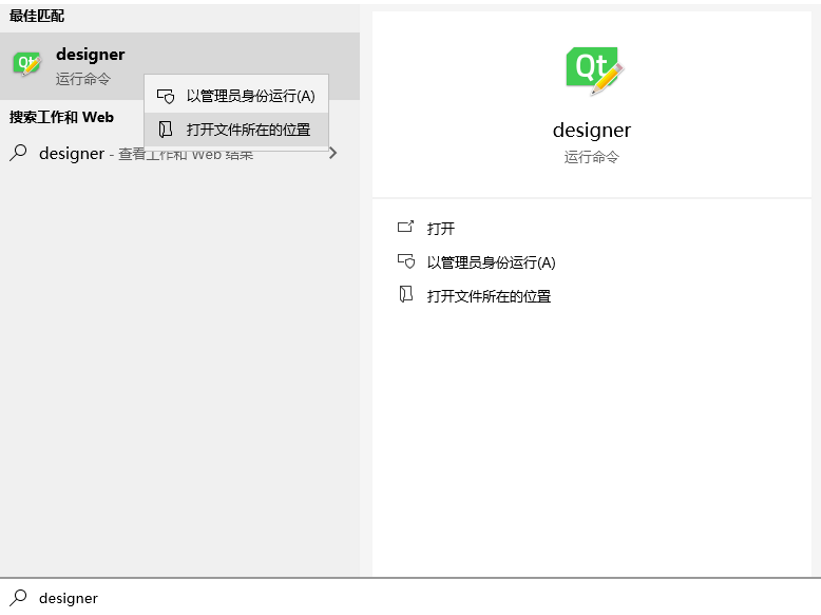 最佳匹配
designer
运行命令
以管理员身份运行(A)
打开文件所在的位置
搜索工作和 Web
designer - 查看工作和 Web 结果
Qt
designer
运行命令
打开
以管理员身份运行(A)
打开文件所在的位置
designer